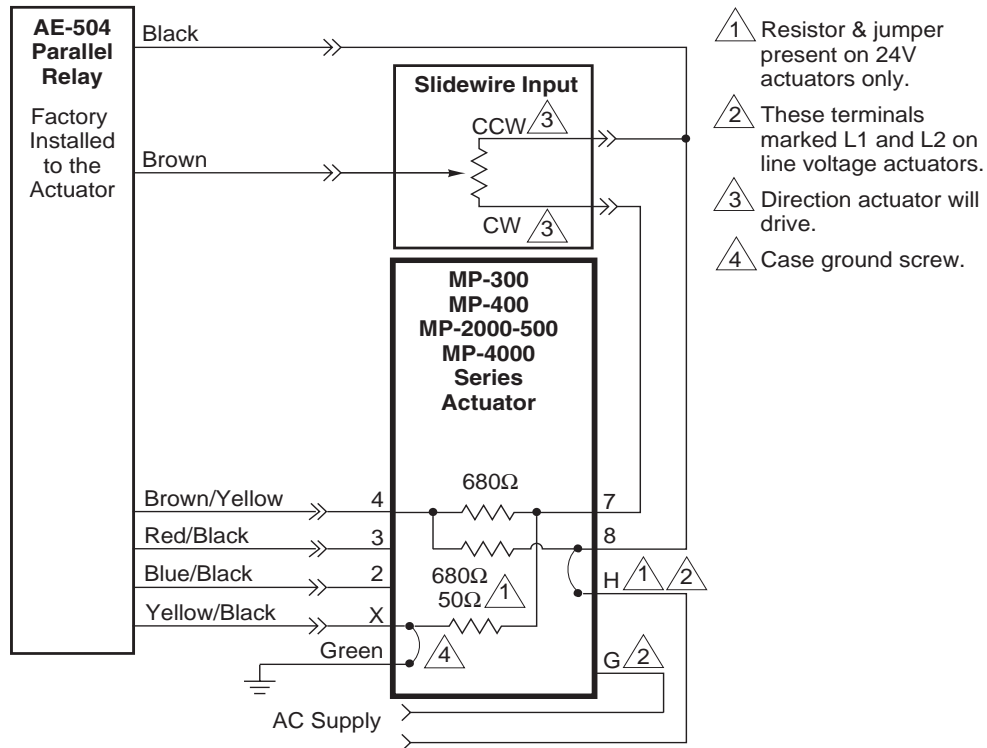 AE-504
Parallel
Relay
Factory
Installed
to the
Actuator
Black
Brown
Slidewire Input
CCW 3
CW 3
MP-300
MP-400
MP-2000-500
MP-4000
Series
Actuator
Brown/Yellow
4
680Ω
7
Red/Black
3
8
Blue/Black
2
680Ω
50Ω 1
H 1 2
Yellow/Black
X
Green
4
G 2
AC Supply
1 Resistor & jumper
present on 24V
actuators only.
2 These terminals
marked L1 and L2 on
line voltage actuators.
3 Direction actuator will
drive.
4 Case ground screw.